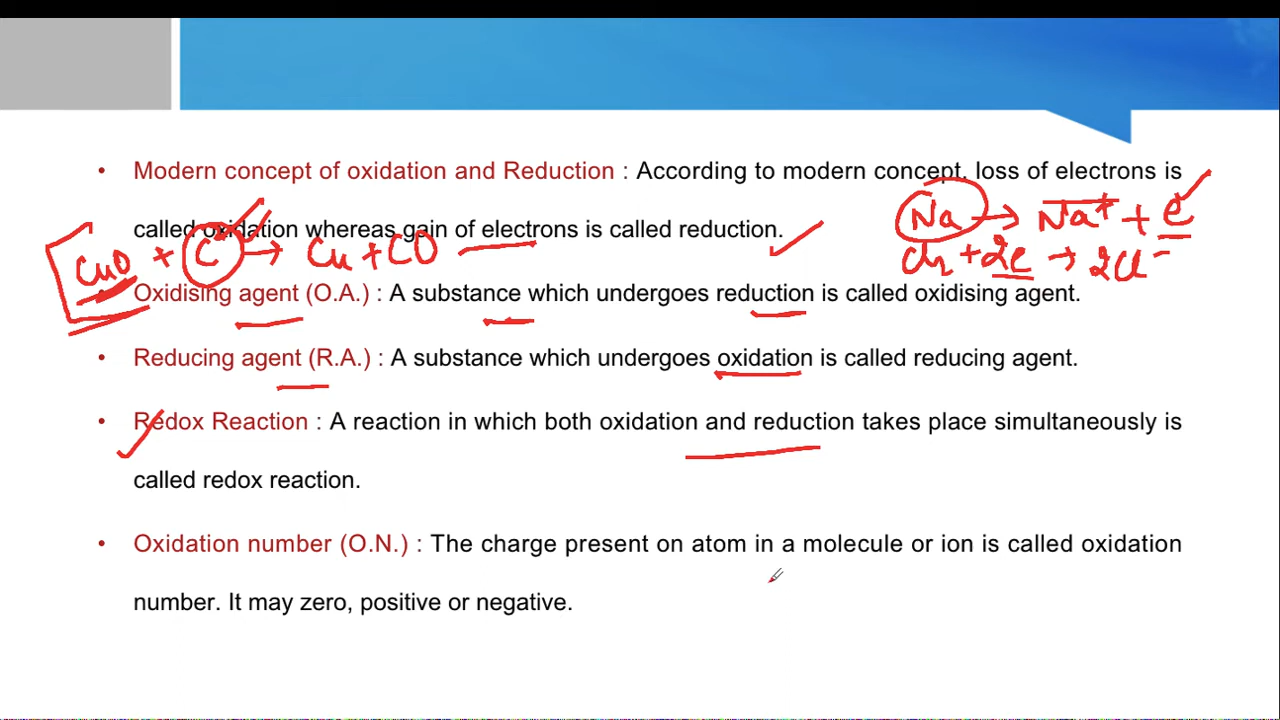 • Modern concept of oxidation and Reduction : According to modern concept, loss of electrons is
called oxidation whereas gain of electrons is called reduction.
Na → Na⁺ + e
Cl₂ + 2e → 2Cl⁻
CuO + C → Cu + CO
• Oxidising agent (O.A.) : A substance which undergoes reduction is called oxidising agent.
• Reducing agent (R.A.) : A substance which undergoes oxidation is called reducing agent.
• Redox Reaction : A reaction in which both oxidation and reduction takes place simultaneously is
called redox reaction.
• Oxidation number (O.N.) : The charge present on atom in a molecule or ion is called oxidation
number. It may zero, positive or negative.